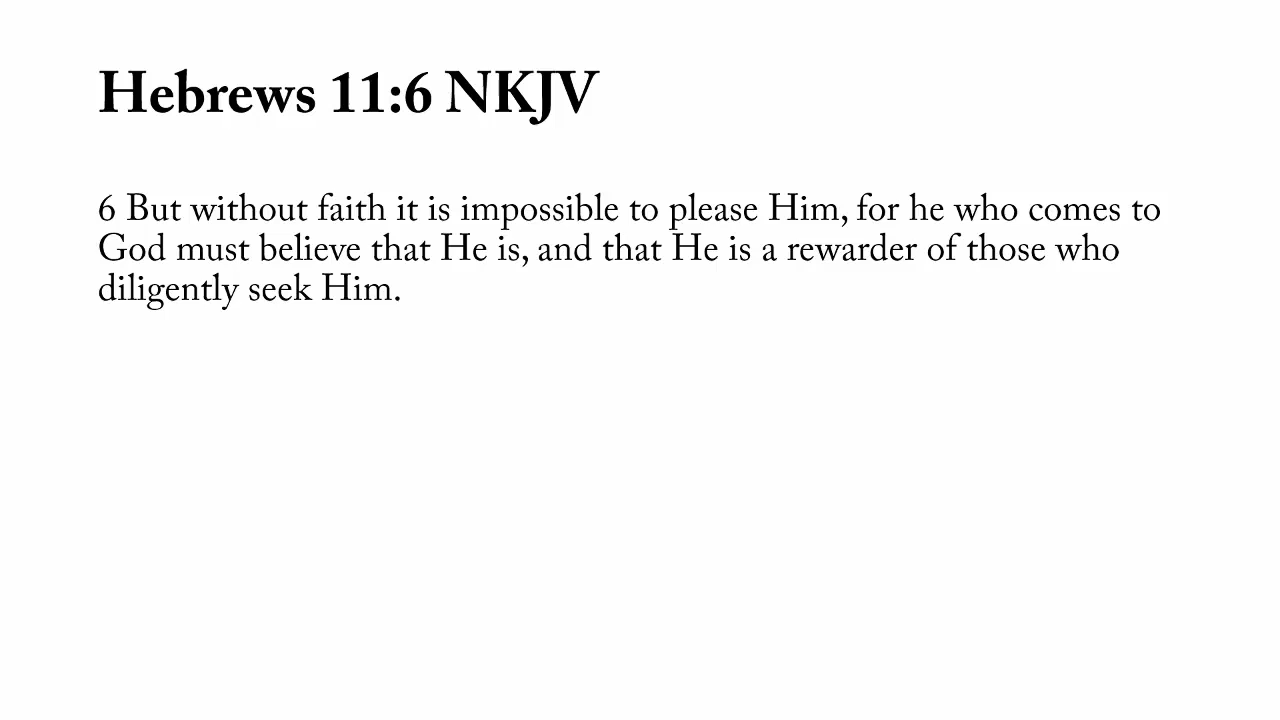 Hebrews 11:6 NKJV
6 But without faith it is impossible to please Him, for he who comes to
God must believe that He is, and that He is a rewarder of those who
diligently seek Him.